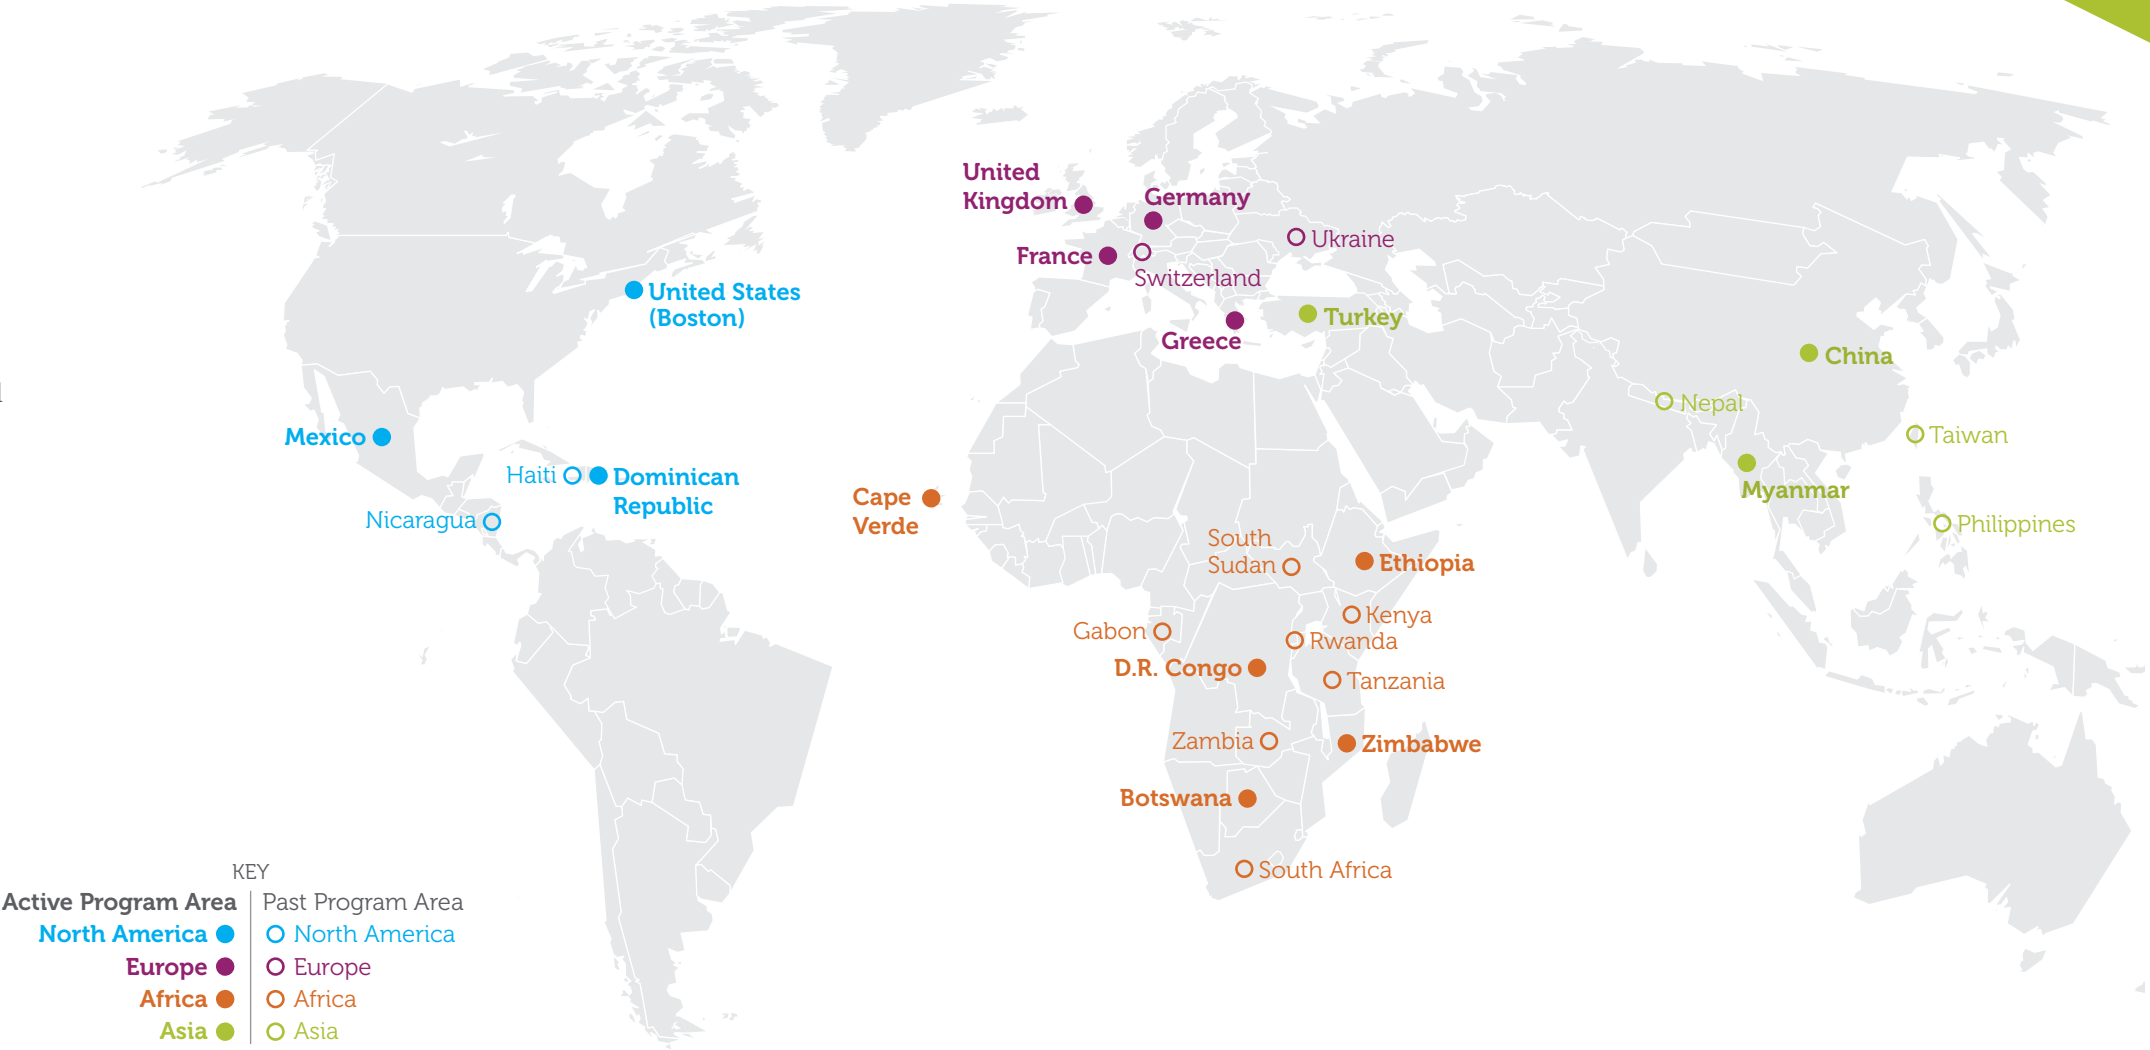 United
Kingdom
Germany
Ukraine
France
Switzerland
United States
(Boston)
Turkey
Greece
China
Nepal
Mexico
Taiwan
Haiti
Dominican
Republic
Myanmar
Cape
Verde
Nicaragua
Philippines
South
Sudan
Ethiopia
Kenya
Gabon
Rwanda
D.R. Congo
Tanzania
Zambia
Zimbabwe
Botswana
South Africa
KEY
Active Program Area
Past Program Area
North America
North America
Europe
Europe
Africa
Africa
Asia
Asia